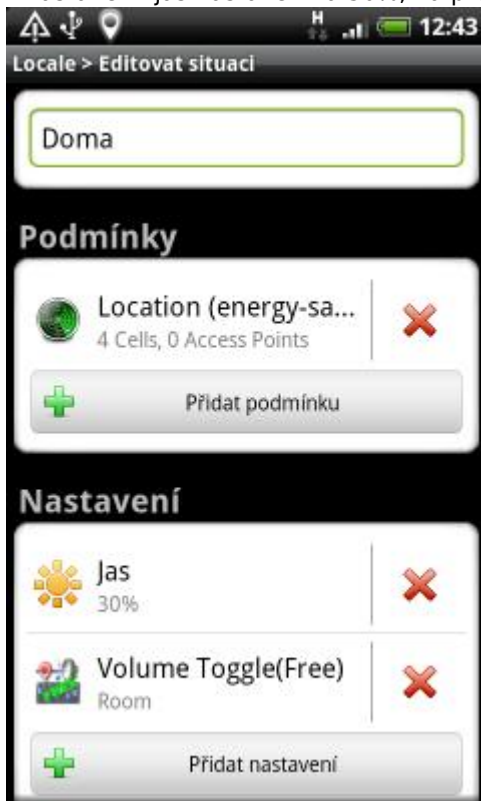 H 12:43
Locale > Editovat situaci
Doma
Podmínky
Location (energy-sa...
4 Cells, 0 Access Points
Přidat podmínku
Nastavení
Jas
30%
Volume Toggle(Free)
Room
Přidat nastavení